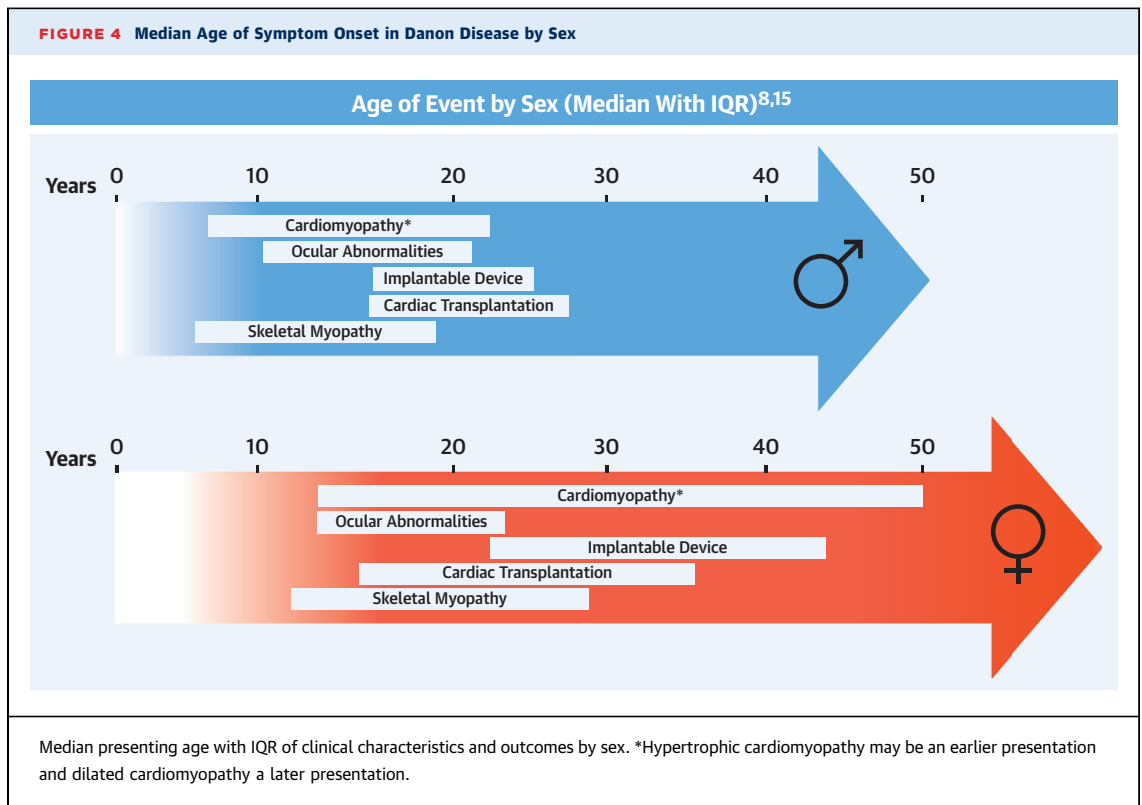 FIGURE 4 Median Age of Symptom Onset in Danon Disease by Sex
Age of Event by Sex (Median With IQR)8,15
Years 0 10 20 30 40 50
Cardiomyopathy*
Ocular Abnormalities
Implantable Device
Cardiac Transplantation
Skeletal Myopathy
Years 0 10 20 30 40 50
Cardiomyopathy*
Ocular Abnormalities
Implantable Device
Cardiac Transplantation
Skeletal Myopathy
Median presenting age with IQR of clinical characteristics and outcomes by sex. *Hypertrophic cardiomyopathy may be an earlier presentation
and dilated cardiomyopathy a later presentation.